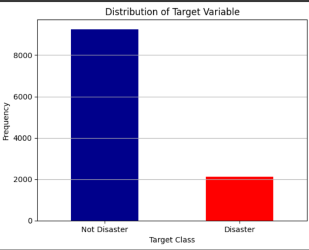 Distribution of Target Variable
8000
6000
4000
2000
0
Frequency
Not Disaster
Disaster
Target Class